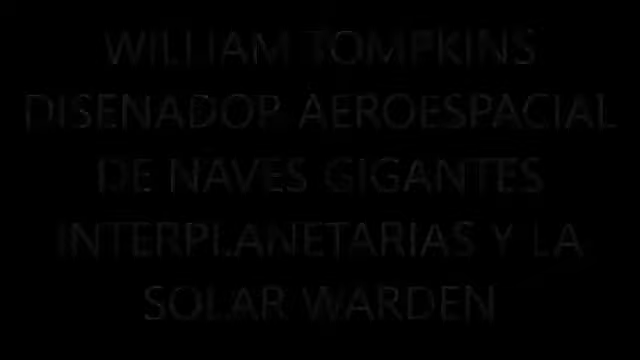 WILLIAM TOMPKINS
DISENADOR AEROESPACIAL
DE NAVES GIGANTES
INTERPLANETARIAS Y LA
SOLAR WARDEN